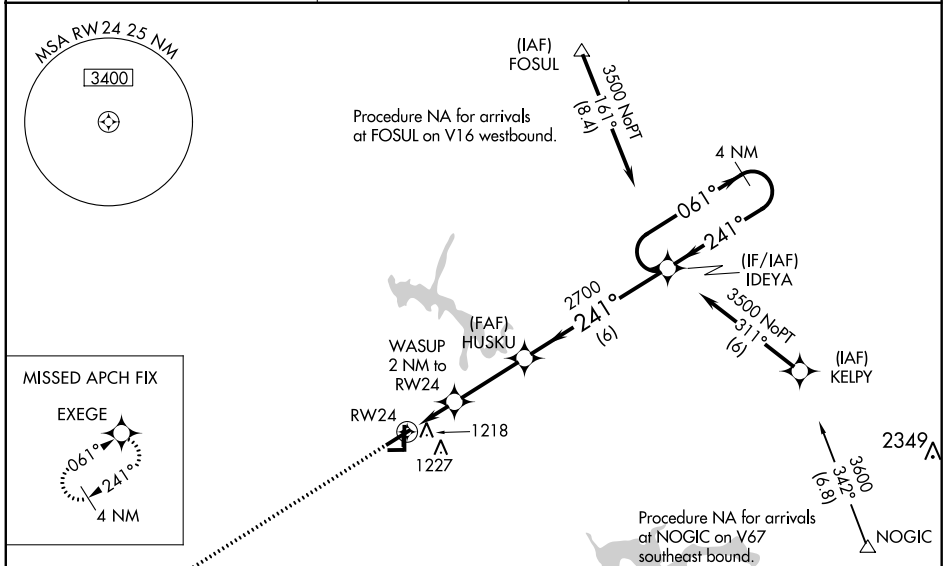 MSA RW24 25 NM
3400
(IAF)
FOSUL
3500 NoPT
161°
(8.4)
Procedure NA for arrivals
at FOSUL on V16 westbound.
4 NM
061°
241°
(IF/IAF)
IDEYA
2700
241°
(6)
3500 NoPT
311°
(6)
(IAF)
KELPY
(FAF)
HUSKU
WASUP
2 NM to
RW24
RW24
1218
1227
MISSED APCH FIX
EXEGE
061°
241°
4 NM
2349
3600
342°
(6.8)
NOGIC
Procedure NA for arrivals
at NOGIC on V67
southeast bound.